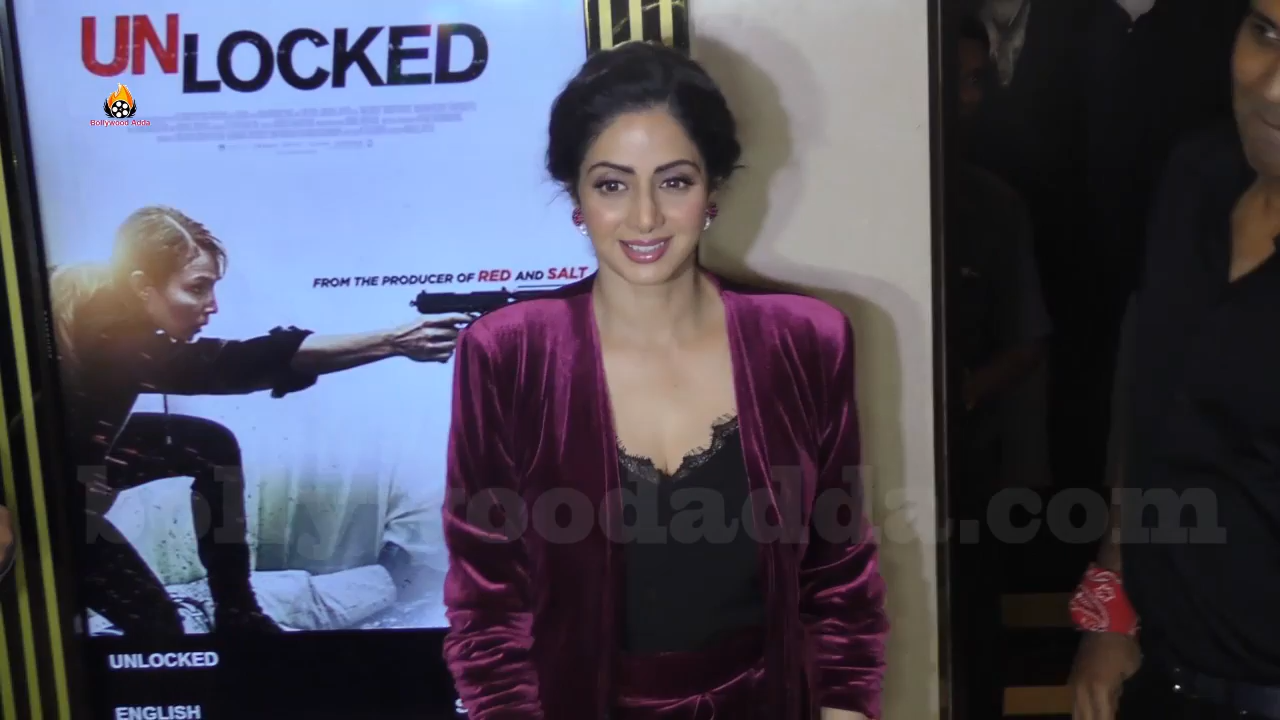 UNLOCKED
Bollywood Adda
FROM THE PRODUCER OF RED AND SALT
bollywoodadda.com
UNLOCKED
ENGLISH